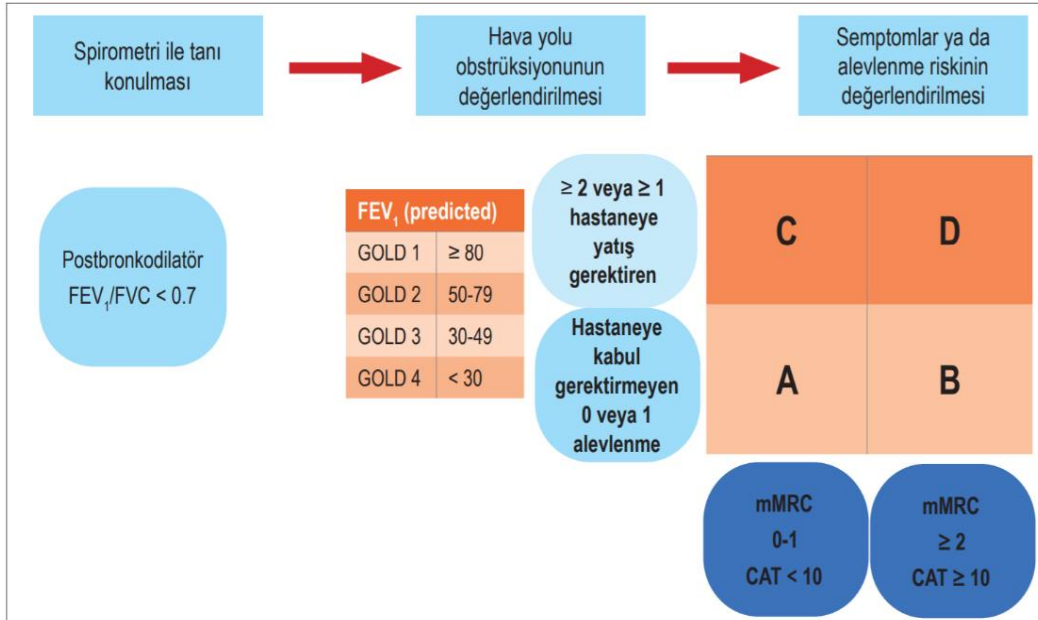 Spirometri ile tanı
konulması
Hava yolu
obstrüksiyonunun
değerlendirilmesi
Semptomlar ya da
alevlenme riskinin
değerlendirilmesi
Postbronkodilatör
FEV₁/FVC < 0.7
FEV₁ (predicted)
GOLD 1 ≥ 80
GOLD 2 50-79
GOLD 3 30-49
GOLD 4 < 30
≥ 2 veya ≥ 1
hastaneye
yatış
gerektiren
Hastaneye
kabul
gerektirmeyen
0 veya 1
alevlenme
C D
A B
mMRC
0-1
CAT < 10
mMRC
≥ 2
CAT ≥ 10